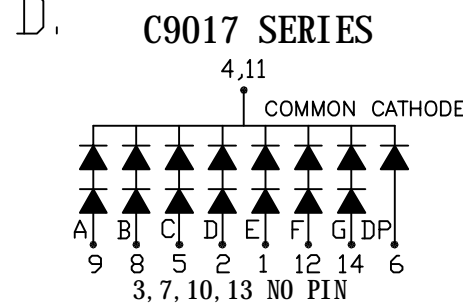 D.
C9017 SERIES
4,11
COMMON CATHODE
A B C D E F G DP
9 8 5 2 1 12 14 6
3,7,10,13 NO PIN